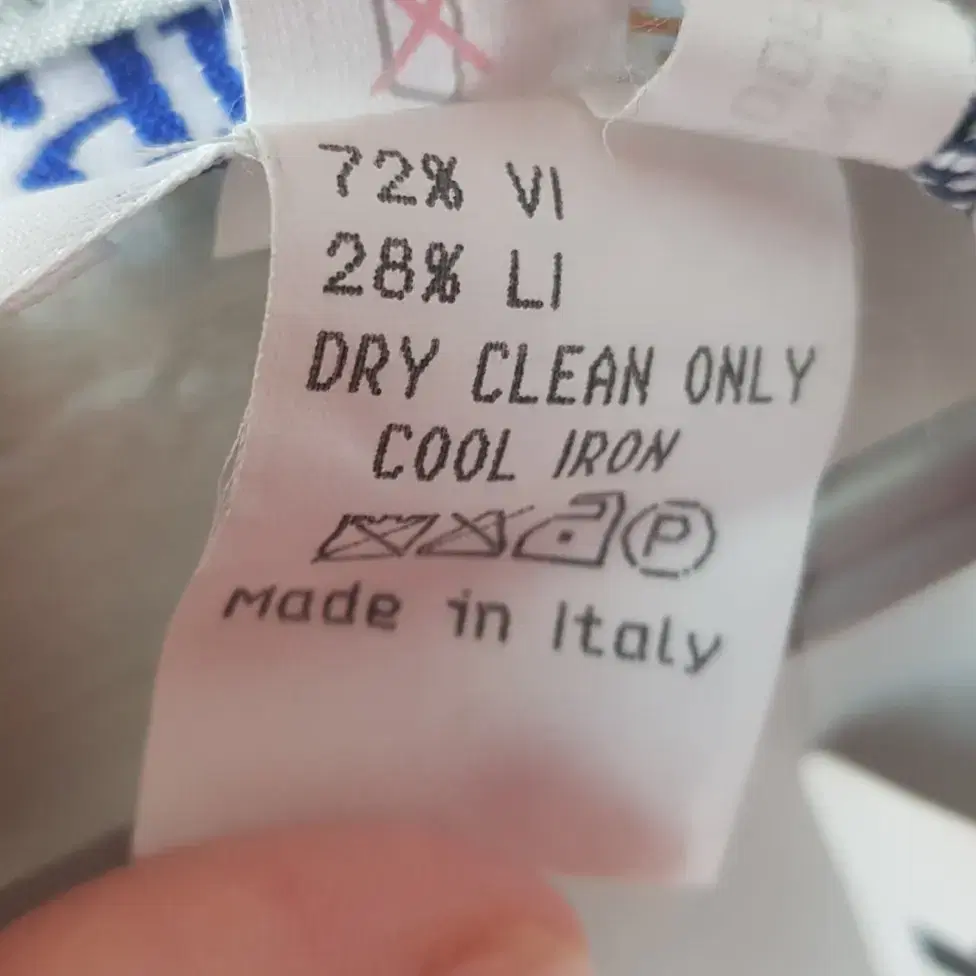 72% VI
28% LI
DRY CLEAN ONLY
COOL IRON
P
Made in Italy